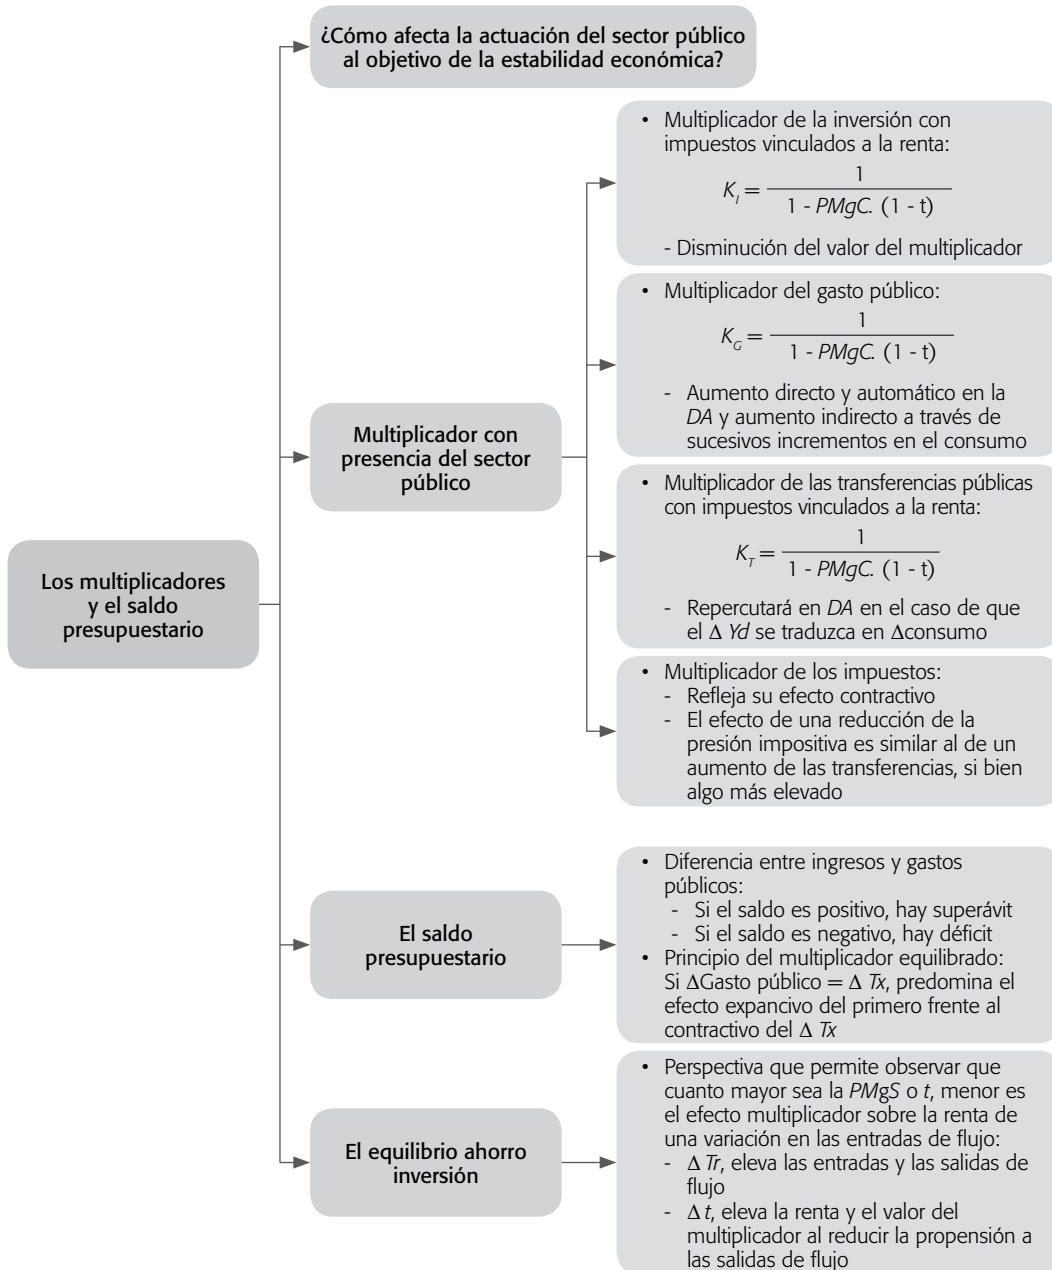 ¿Cómo afecta la actuación del sector público
al objetivo de la estabilidad económica?
• Multiplicador de la inversión con
impuestos vinculados a la renta:
K_I = 1 / 1 - PMgC. (1 - t)
- Disminución del valor del multiplicador
• Multiplicador del gasto público:
K_G = 1 / 1 - PMgC. (1 - t)
- Aumento directo y automático en la
DA y aumento indirecto a través de
sucesivos incrementos en el consumo
Multiplicador con
presencia del sector
público
• Multiplicador de las transferencias públicas
con impuestos vinculados a la renta:
K_T = 1 / 1 - PMgC. (1 - t)
- Repercutará en DA en el caso de que
el Δ Yd se traduzca en Δconsumo
Los multiplicadores
y el saldo
presupuestario
• Multiplicador de los impuestos:
- Refleja su efecto contractivo
- El efecto de una reducción de la
presión impositiva es similar al de un
aumento de las transferencias, si bien
algo más elevado
El saldo
presupuestario
• Diferencia entre ingresos y gastos
públicos:
- Si el saldo es positivo, hay superávit
- Si el saldo es negativo, hay déficit
• Principio del multiplicador equilibrado:
Si ΔGasto público = Δ Tx, predomina el
efecto expancivo del primero frente al
contractivo del Δ Tx
El equilibrio ahorro
inversión
• Perspectiva que permite observar que
cuanto mayor sea la PMgS o t, menor es
el efecto multiplicador sobre la renta de
una variación en las entradas de flujo:
- Δ Tr, eleva las entradas y las salidas de
flujo
- Δ t, eleva la renta y el valor del
multiplicador al reducir la propensión a
las salidas de flujo